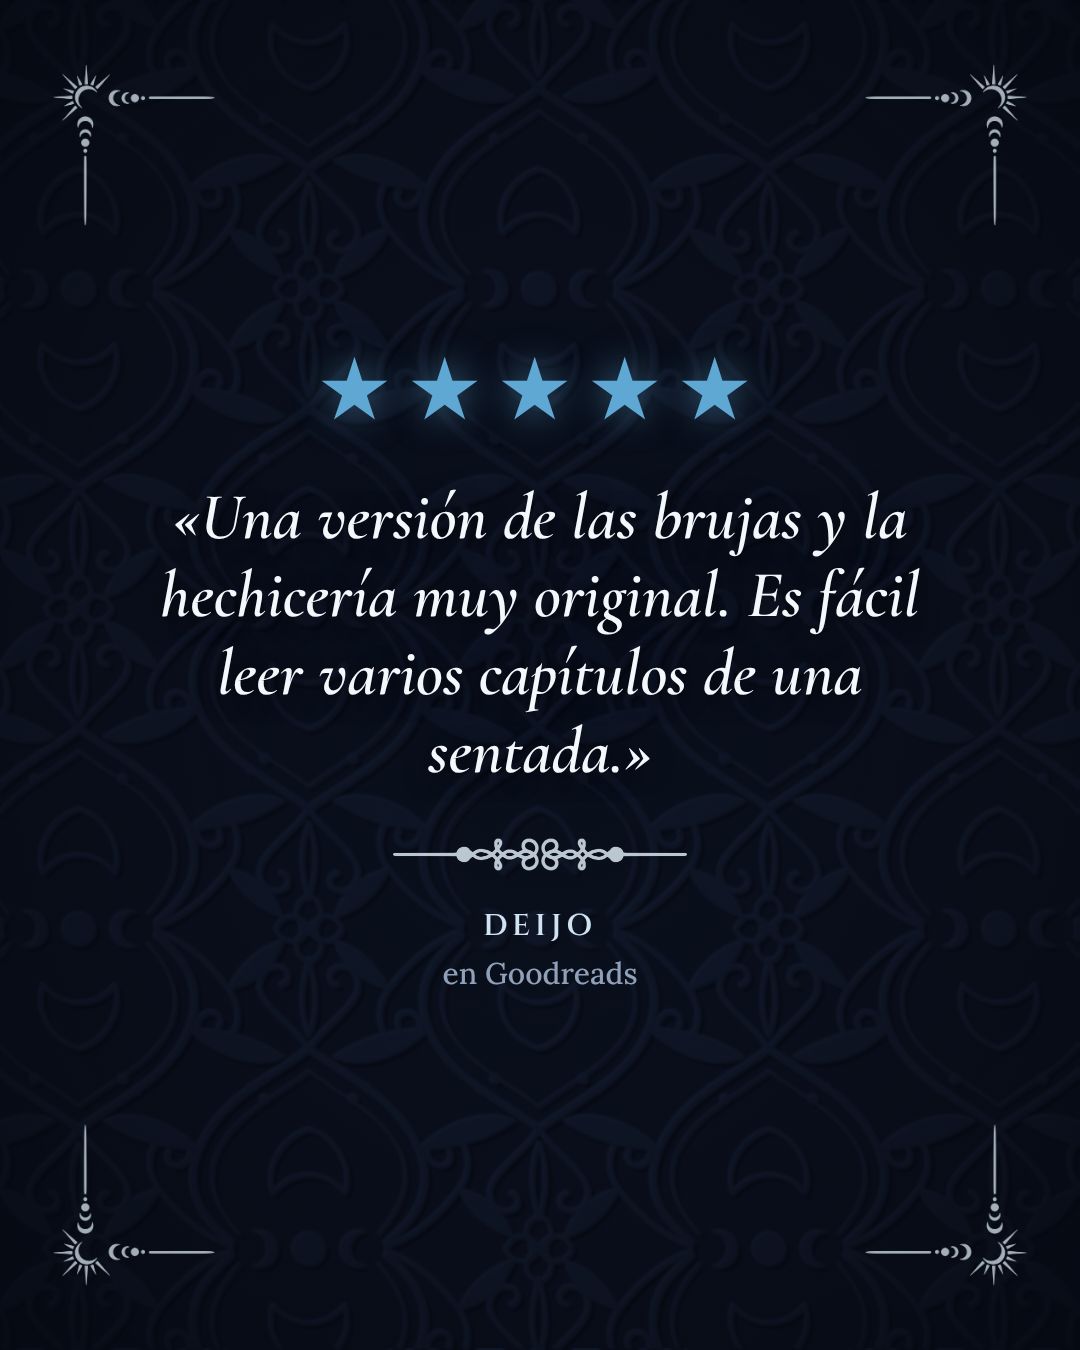 «Una versión de las brujas y la
hechicería muy original. Es fácil
leer varios capítulos de una
sentada.»
DEIJO
en Goodreads